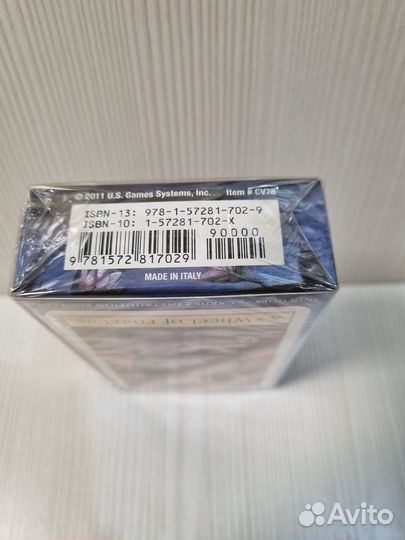 © 2011 U.S. Games Systems, Inc. Item # CV78
ISBN-13: 978-1-57281-702-9
ISBN-10: 1-57281-702-X
90000
9 781572 817029
MADE IN ITALY
WHEEL OF FORTUNE
Avito